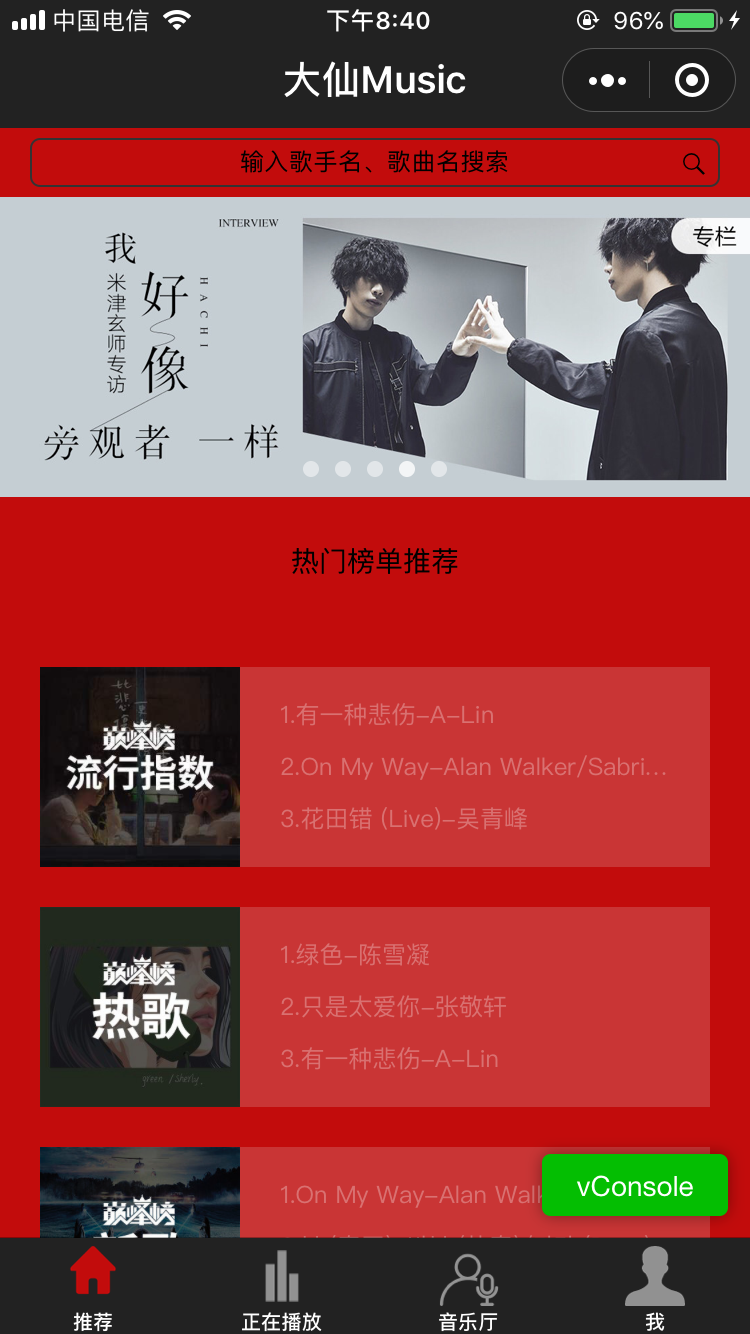 中国电信
下午8:40
96%
大仙Music
输入歌手名、歌曲名搜索
INTERVIEW
专栏
我
好像
HACHI
米津玄师专访
旁观者 一样
热门榜单推荐
巅峰榜
流行指数
1.有一种悲伤-A-Lin
2.On My Way-Alan Walker/Sabri...
3.花田错 (Live)-吴青峰
巅峰榜
热歌
green / Sherly.
1.绿色-陈雪凝
2.只是太爱你-张敬轩
3.有一种悲伤-A-Lin
巅峰榜
1.On My Way-Alan Walk
vConsole
推荐
正在播放
音乐厅
我